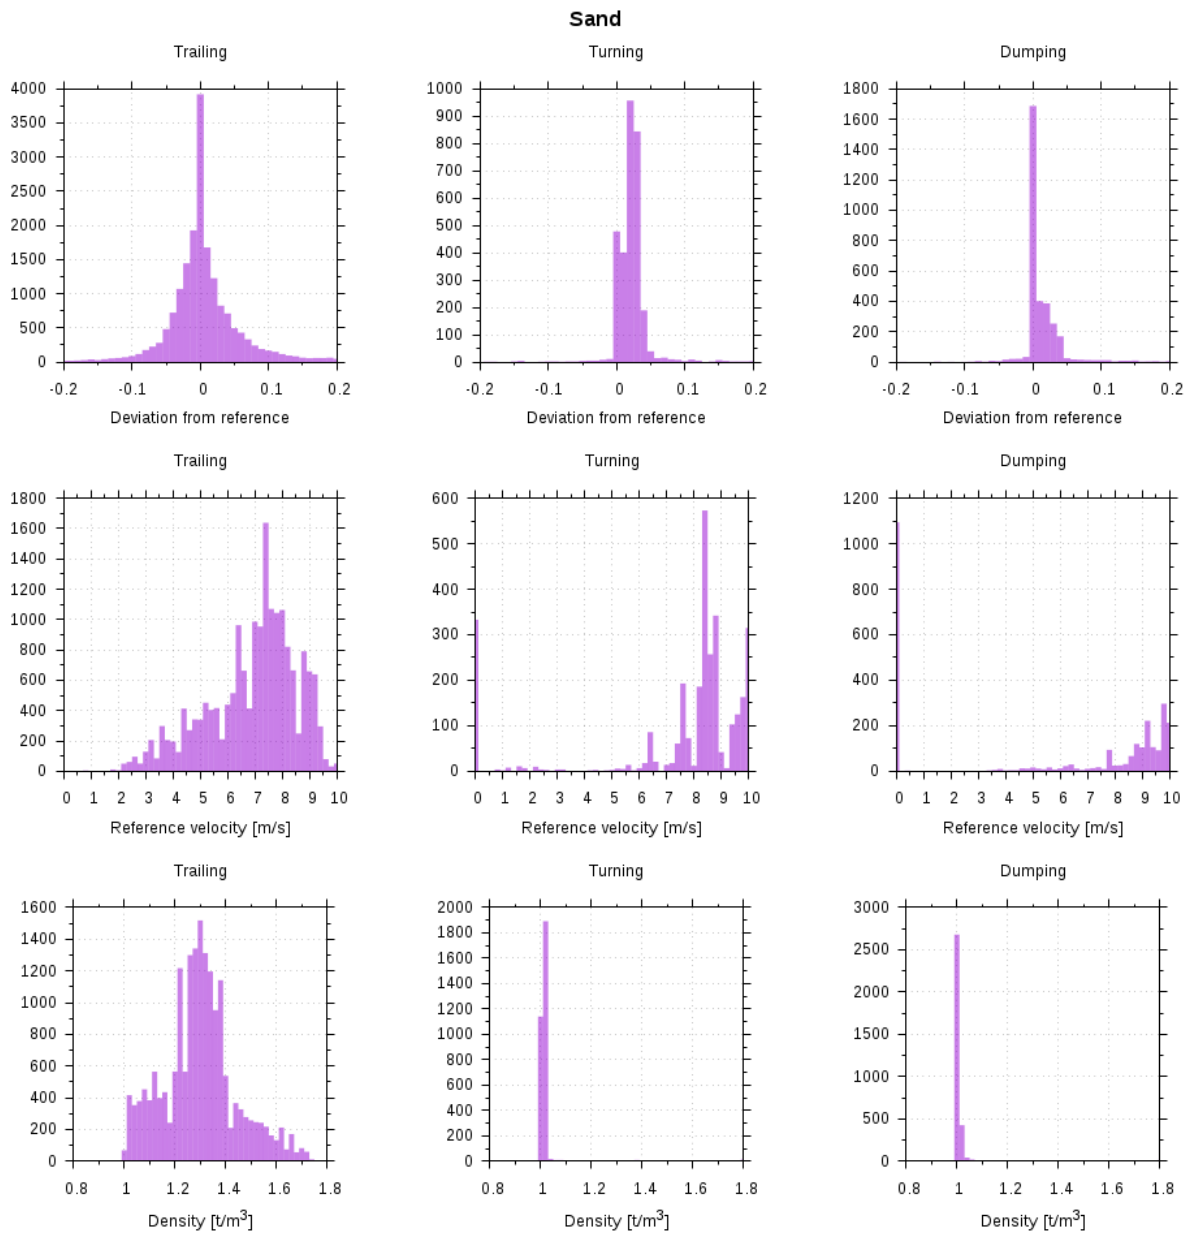 Sand
Trailing
Turning
Dumping
4000
3500
3000
2500
2000
1500
1000
500
0
-0.2 -0.1 0 0.1 0.2
Deviation from reference
1000
900
800
700
600
500
400
300
200
100
0
-0.2 -0.1 0 0.1 0.2
Deviation from reference
1800
1600
1400
1200
1000
800
600
400
200
0
-0.2 -0.1 0 0.1 0.2
Deviation from reference
Trailing
Turning
Dumping
1800
1600
1400
1200
1000
800
600
400
200
0
0 1 2 3 4 5 6 7 8 9 10
Reference velocity [m/s]
600
500
400
300
200
100
0
0 1 2 3 4 5 6 7 8 9 10
Reference velocity [m/s]
1200
1000
800
600
400
200
0
0 1 2 3 4 5 6 7 8 9 10
Reference velocity [m/s]
Trailing
Turning
Dumping
1600
1400
1200
1000
800
600
400
200
0
0.8 1 1.2 1.4 1.6 1.8
Density [t/m³]
2000
1800
1600
1400
1200
1000
800
600
400
200
0
0.8 1 1.2 1.4 1.6 1.8
Density [t/m³]
3000
2500
2000
1500
1000
500
0
0.8 1 1.2 1.4 1.6 1.8
Density [t/m³]